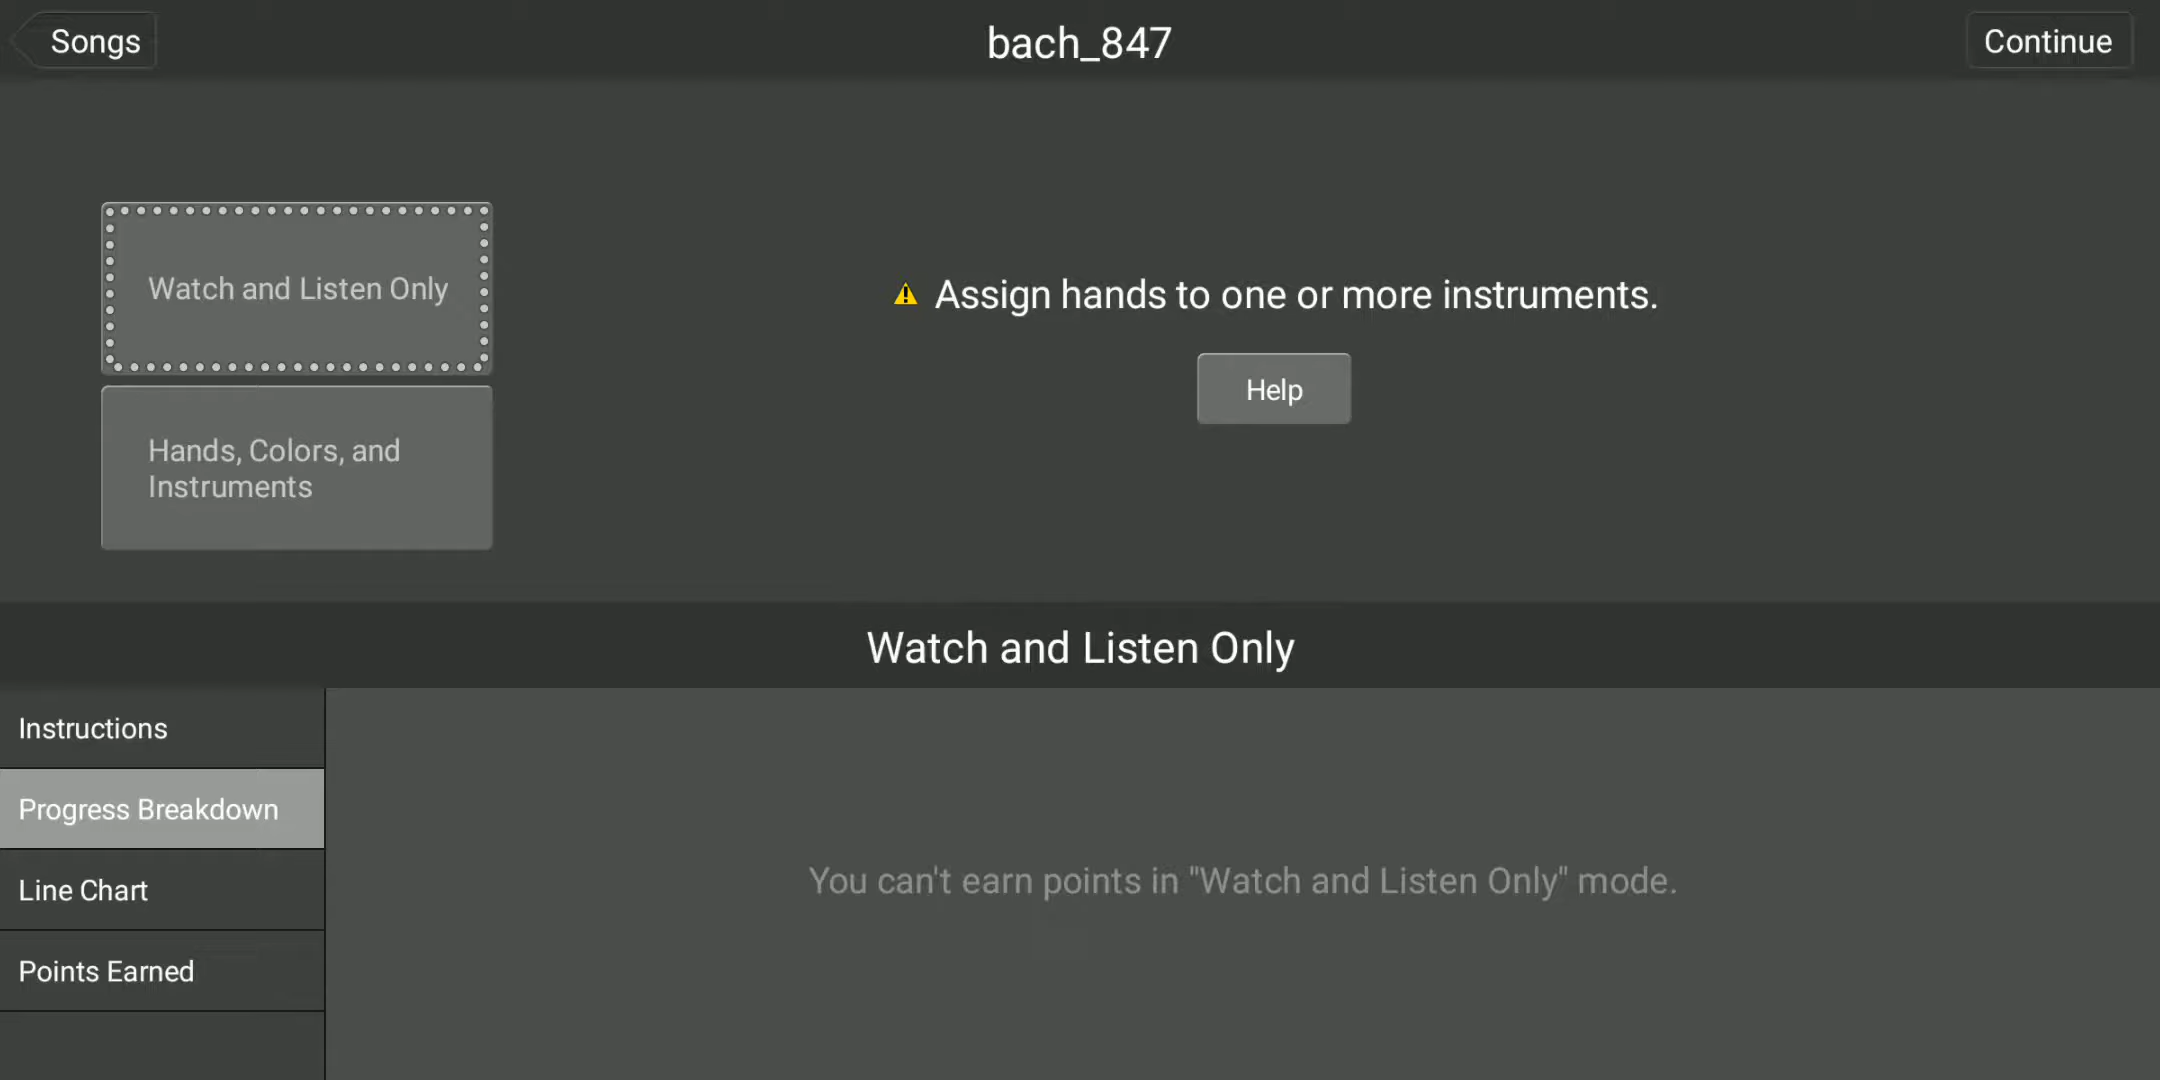 Songs
bach_847
Continue
Watch and Listen Only
Assign hands to one or more instruments.
Help
Hands, Colors, and
Instruments
Watch and Listen Only
Instructions
Progress Breakdown
Line Chart
Points Earned
You can't earn points in "Watch and Listen Only" mode.